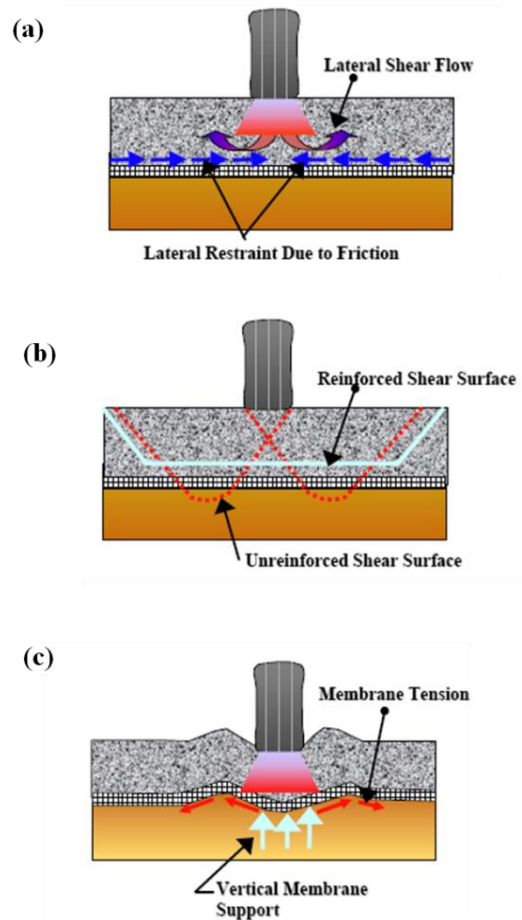 (a)
Lateral Shear Flow
Lateral Restraint Due to Friction
(b)
Reinforced Shear Surface
Unreinforced Shear Surface
(c)
Membrane Tension
Vertical Membrane
Support